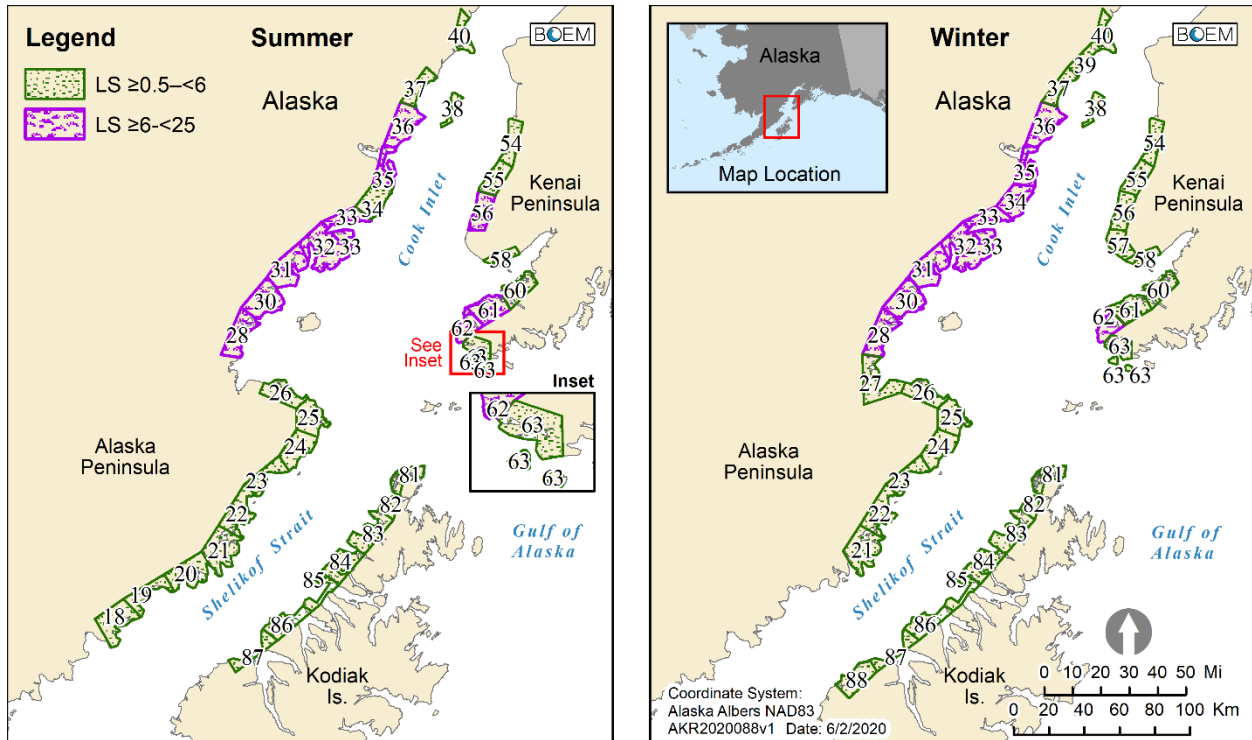 Legend
LS ≥0.5–<6
LS ≥6-<25
Summer
BOEM
Alaska
40
37
38
36
54
35
55
Kenai
Peninsula
34
56
33
Cook Inlet
32
33
58
31
60
30
61
62
28
See
Inset
63
63
63
Inset
62
63
63
63
26
25
Alaska
Peninsula
24
23
81
22
82
21
83
Gulf of
Alaska
Shelikof Strait
20
84
19
85
18
86
87
Kodiak
Is.
Alaska
Map Location
Winter
BOEM
40
39
37
Alaska
38
36
54
35
55
Kenai
Peninsula
34
56
33
Cook Inlet
32
33
57
58
31
60
30
61
62
28
63
63
63
27
26
25
Alaska
Peninsula
24
23
81
22
82
21
83
Gulf of
Alaska
Shelikof Strait
84
85
86
87
88
Kodiak
Is.
0 10 20 30 40 50 Mi
0 20 40 60 80 100 Km
Coordinate System:
Alaska Albers NAD83
AKR2020088v1 Date: 6/2/2020